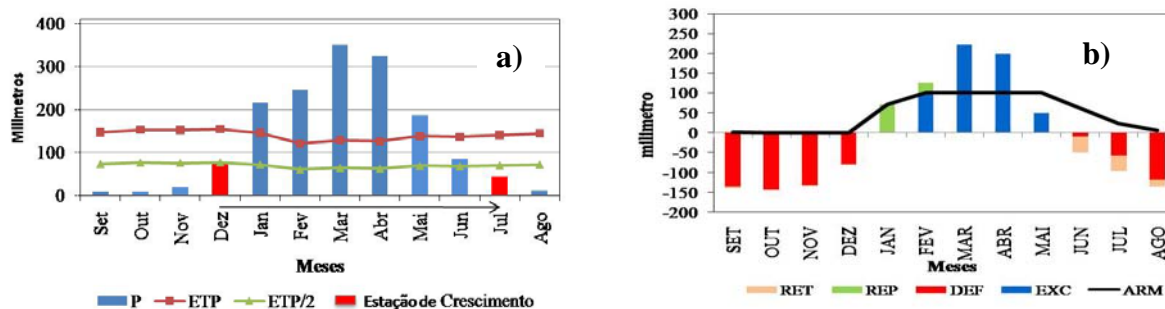 400
300
200
100
0
Milímetros
a)
Set
Out
Nov
Dez
Jan
Fev
Mar
Abr
Mai
Jun
Jul
Ago
Meses
P
ETP
ETP/2
Estação de Crescimento
300
250
200
150
100
50
0
-50
-100
-150
-200
milímetro
b)
SET
OUT
NOV
DEZ
JAN
FEV
MAR
ABR
MAI
JUN
JUL
AGO
Meses
RET
REP
DEF
EXC
ARM